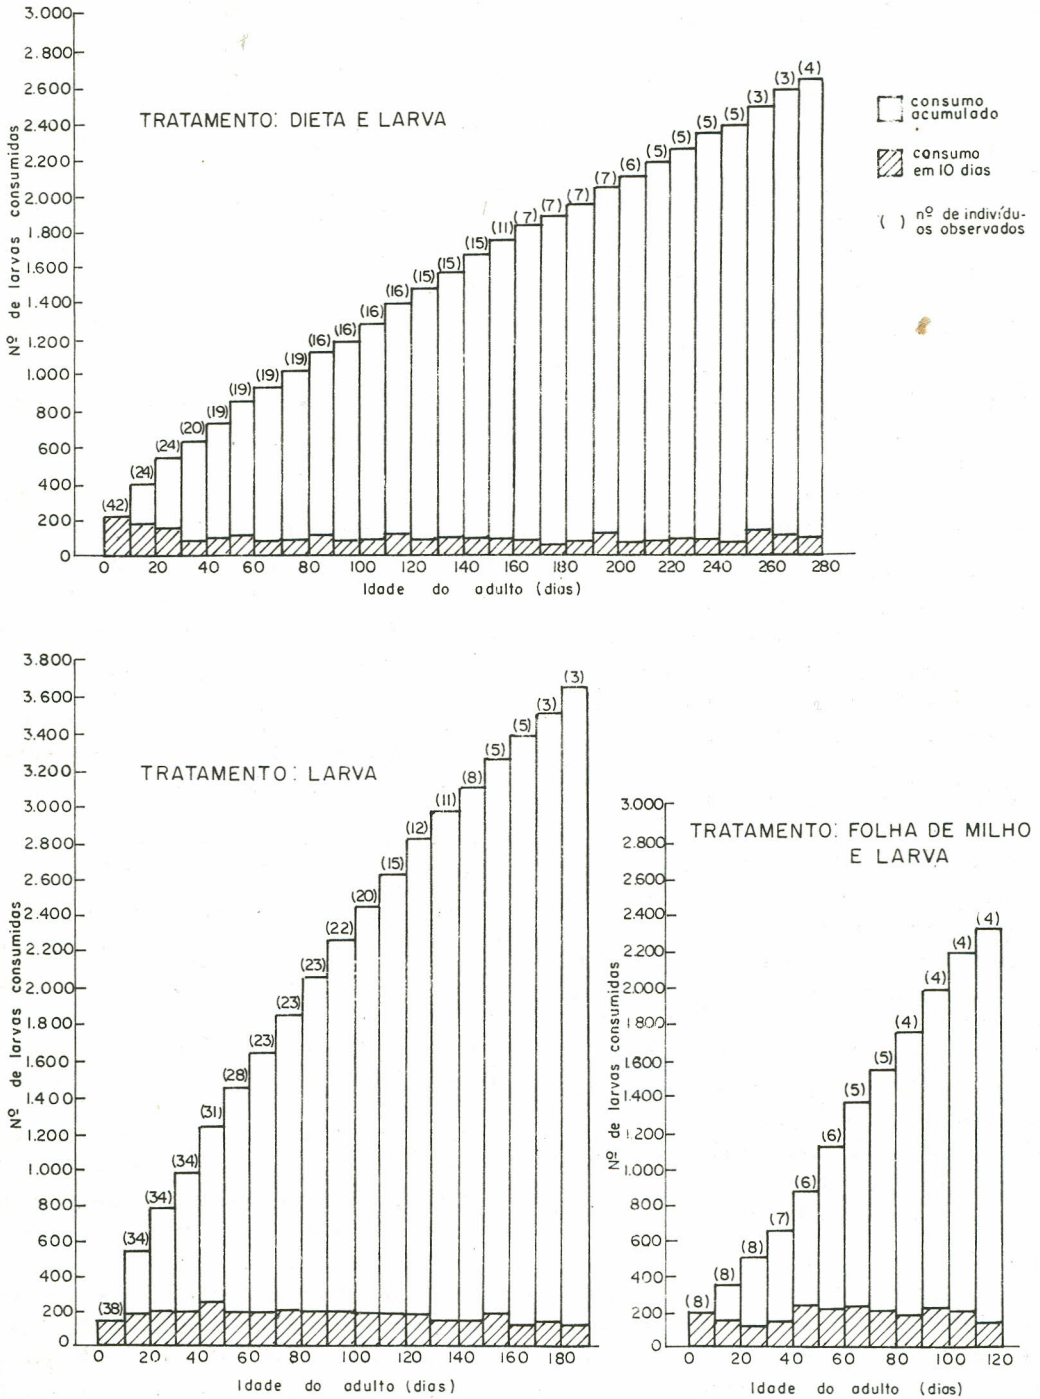 3.000
2.800
2.600
2.400
2.200
2.000
1.800
1.600
1.400
1.200
1.000
800
600
400
200
0
Nº de larvas consumidas
TRATAMENTO: DIETA E LARVA
(42) (24) (24) (20) (19) (19) (19) (19) (16) (16) (16) (16) (15) (15) (15) (11) (7) (7) (7) (7) (6) (5) (5) (5) (5) (3) (3) (4)
0 20 40 60 80 100 120 140 160 180 200 220 240 260 280
Idade do adulto (dias)
consumo
acumulado
consumo
em 10 dias
( ) nº de indivídu-
os observados
3.800
3.600
3.400
3.200
3.000
2.800
2.600
2.400
2.200
2.000
1.800
1.600
1.400
1.200
1.000
800
600
400
200
0
Nº de larvas consumidas
TRATAMENTO: LARVA
(38) (34) (34) (34) (31) (28) (23) (23) (23) (22) (20) (15) (12) (11) (8) (5) (5) (3) (3)
0 20 40 60 80 100 120 140 160 180
Idade do adulto (dias)
3.000
2.800
2.600
2.400
2.200
2.000
1.800
1.600
1.400
1.200
1.000
800
600
400
200
0
Nº de larvas consumidas
TRATAMENTO: FOLHA DE MILHO
E LARVA
(8) (8) (8) (7) (6) (6) (5) (5) (4) (4) (4) (4)
0 20 40 60 80 100 120
Idade do adulto (dias)